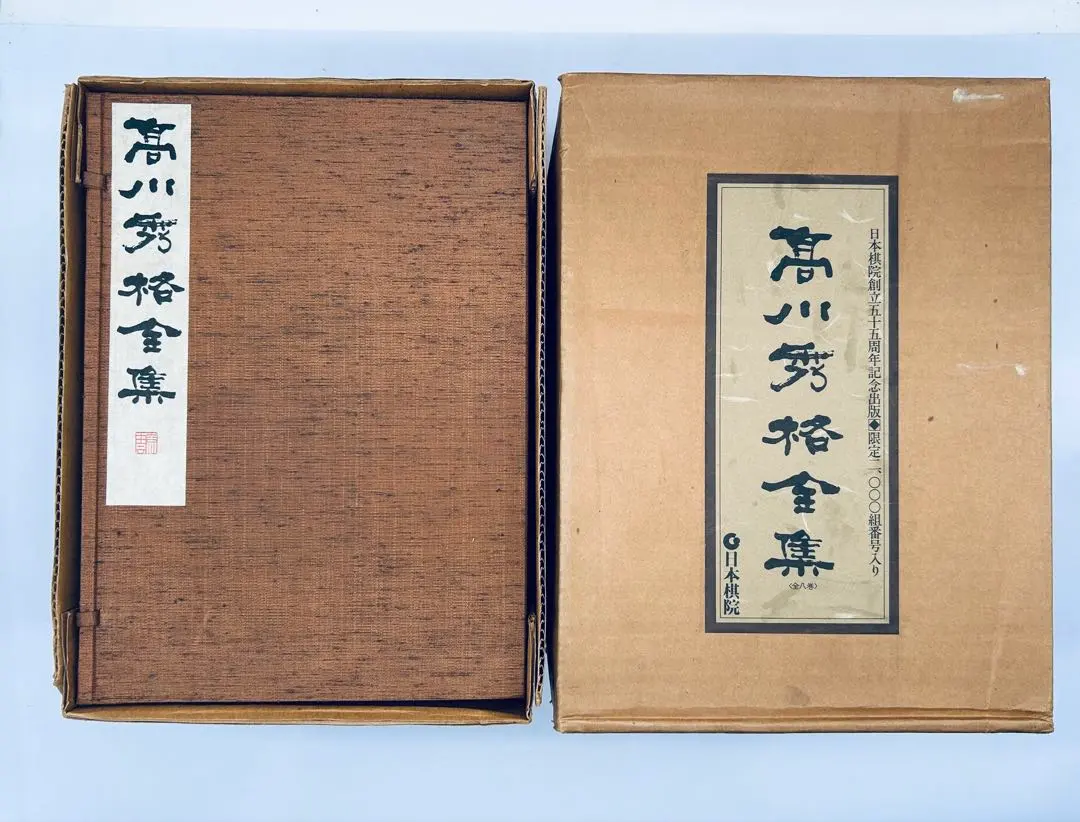 高川秀格全集
日本棋院創立五十五周年記念出版◆限定二、〇〇〇組番号入り
高川秀格全集
〈全八巻〉
日本棋院